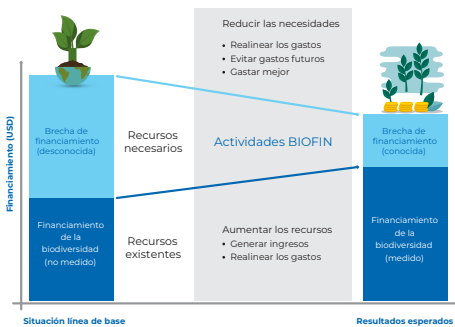 Financiamiento (USD)
Brecha de
financiamiento
(desconocida)
Financiamiento
de la
biodiversidad
(no medido)
Recursos
necesarios
Recursos
existentes
Reducir las necesidades
• Realinear los gastos
• Evitar gastos futuros
• Gastar mejor
Actividades BIOFIN
Aumentar los recursos
• Generar ingresos
• Realinear los gastos
Brecha de
financiamiento
(conocida)
Financiamiento
de la
biodiversidad
(medido)
Situación línea de base
Resultados esperados